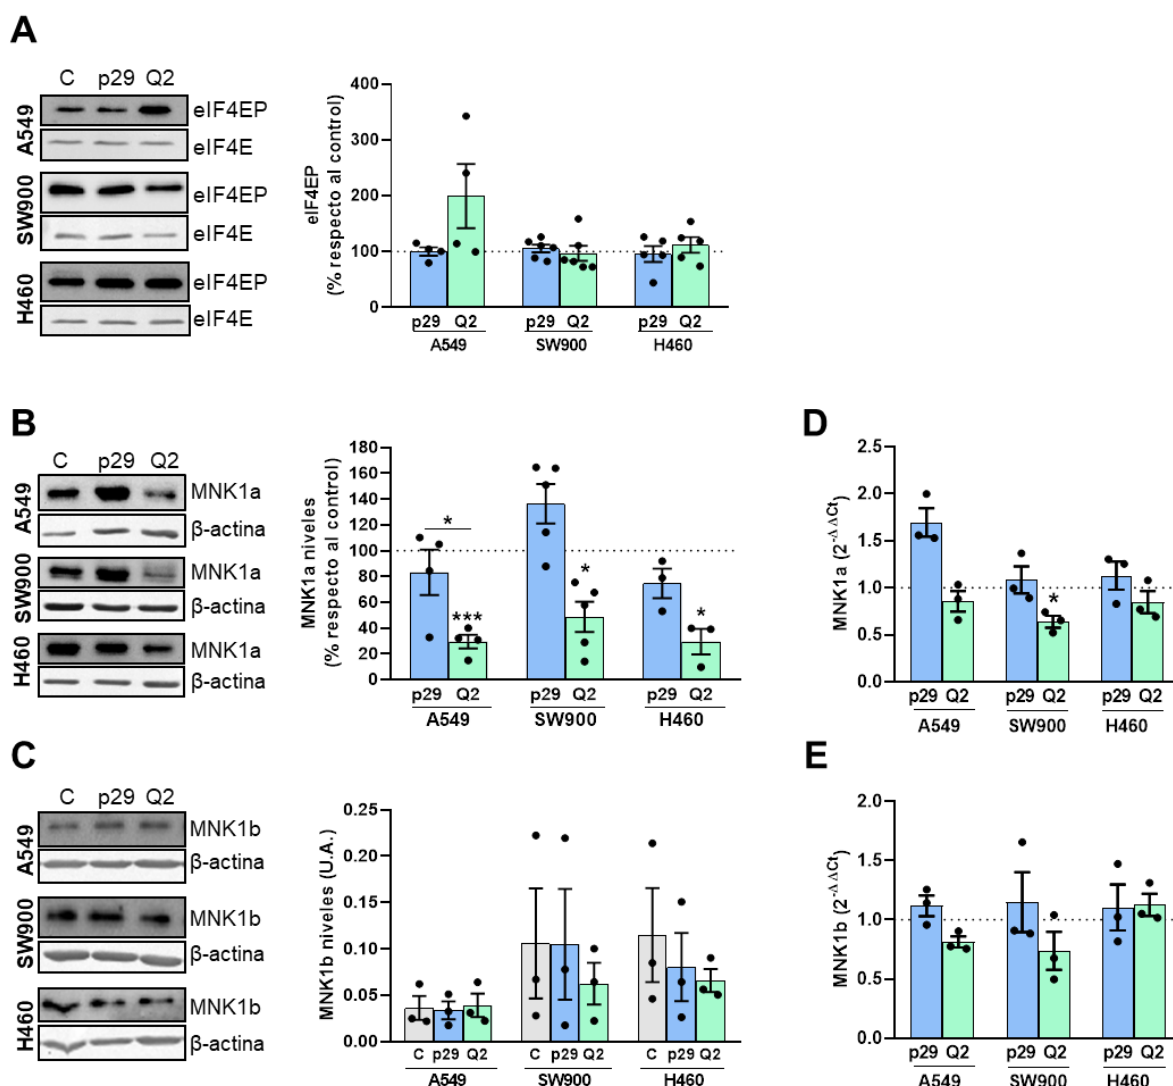 A
C p29 Q2
A549
eIF4EP
eIF4E
SW900
eIF4EP
eIF4E
H460
eIF4EP
eIF4E
eIF4EP
(% respecto al control)
400
300
200
100
0
p29 Q2 p29 Q2 p29 Q2
A549 SW900 H460
B
C p29 Q2
A549
MNK1a
β-actina
SW900
MNK1a
β-actina
H460
MNK1a
β-actina
MNK1a niveles
(% respecto al control)
180
160
140
120
100
80
60
40
20
0
*
***
*
*
p29 Q2 p29 Q2 p29 Q2
A549 SW900 H460
D
MNK1a (2^-ΔΔCt)
2.5
2.0
1.5
1.0
0.5
0.0
*
p29 Q2 p29 Q2 p29 Q2
A549 SW900 H460
C
C p29 Q2
A549
MNK1b
β-actina
SW900
MNK1b
β-actina
H460
MNK1b
β-actina
MNK1b niveles (U.A.)
0.25
0.20
0.15
0.10
0.05
0.00
C p29 Q2 C p29 Q2 C p29 Q2
A549 SW900 H460
E
MNK1b (2^-ΔΔCt)
2.0
1.5
1.0
0.5
0.0
p29 Q2 p29 Q2 p29 Q2
A549 SW900 H460